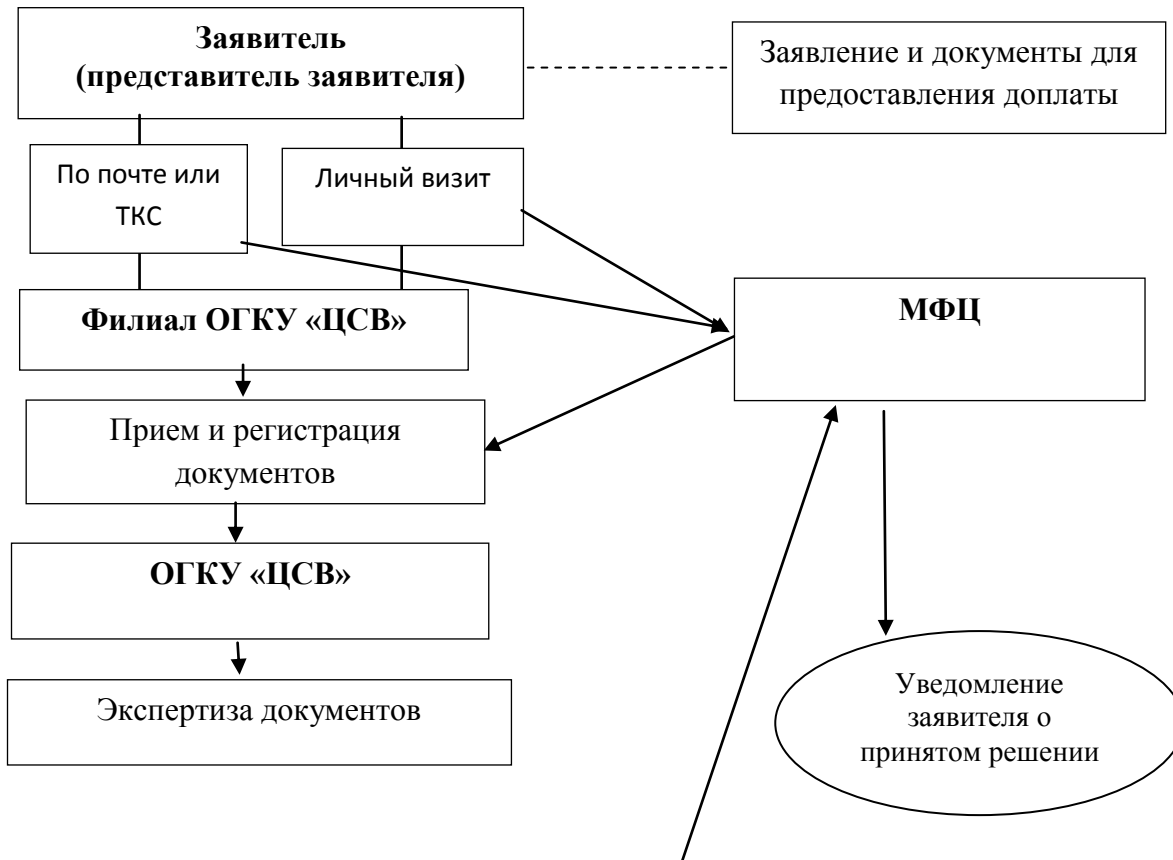 Заявитель
(представитель заявителя)
Заявление и документы для
предоставления доплаты
По почте или
ТКС
Личный визит
Филиал ОГКУ «ЦСВ»
МФЦ
Прием и регистрация
документов
ОГКУ «ЦСВ»
Экспертиза документов
Уведомление
заявителя о
принятом решении